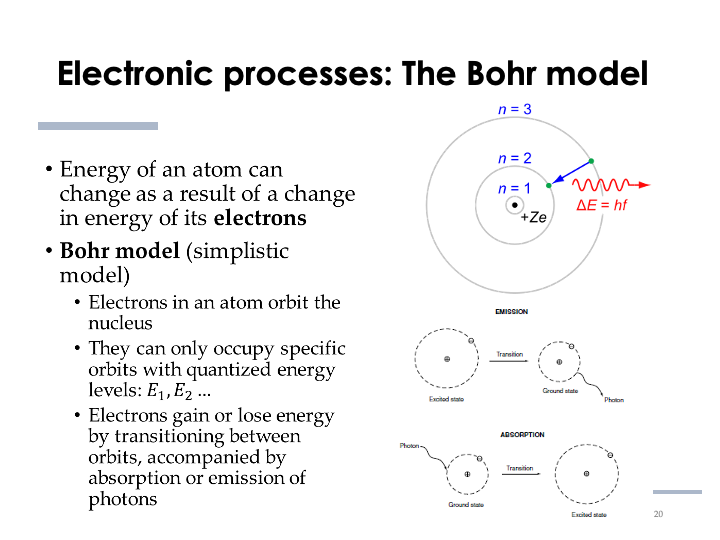 Electronic processes: The Bohr model
• Energy of an atom can
change as a result of a change
in energy of its electrons
• Bohr model (simplistic
model)
• Electrons in an atom orbit the
nucleus
• They can only occupy specific
orbits with quantized energy
levels: E₁, E₂ ...
• Electrons gain or lose energy
by transitioning between
orbits, accompanied by
absorption or emission of
photons
n = 3
n = 2
n = 1
+Ze
ΔE = hf
EMISSION
⊖
⊖
⊕
Transition
⊕
Excited state
Ground state
Photon
ABSORPTION
Photon
⊖
⊖
⊕
Transition
⊕
Ground state
Excited state
20